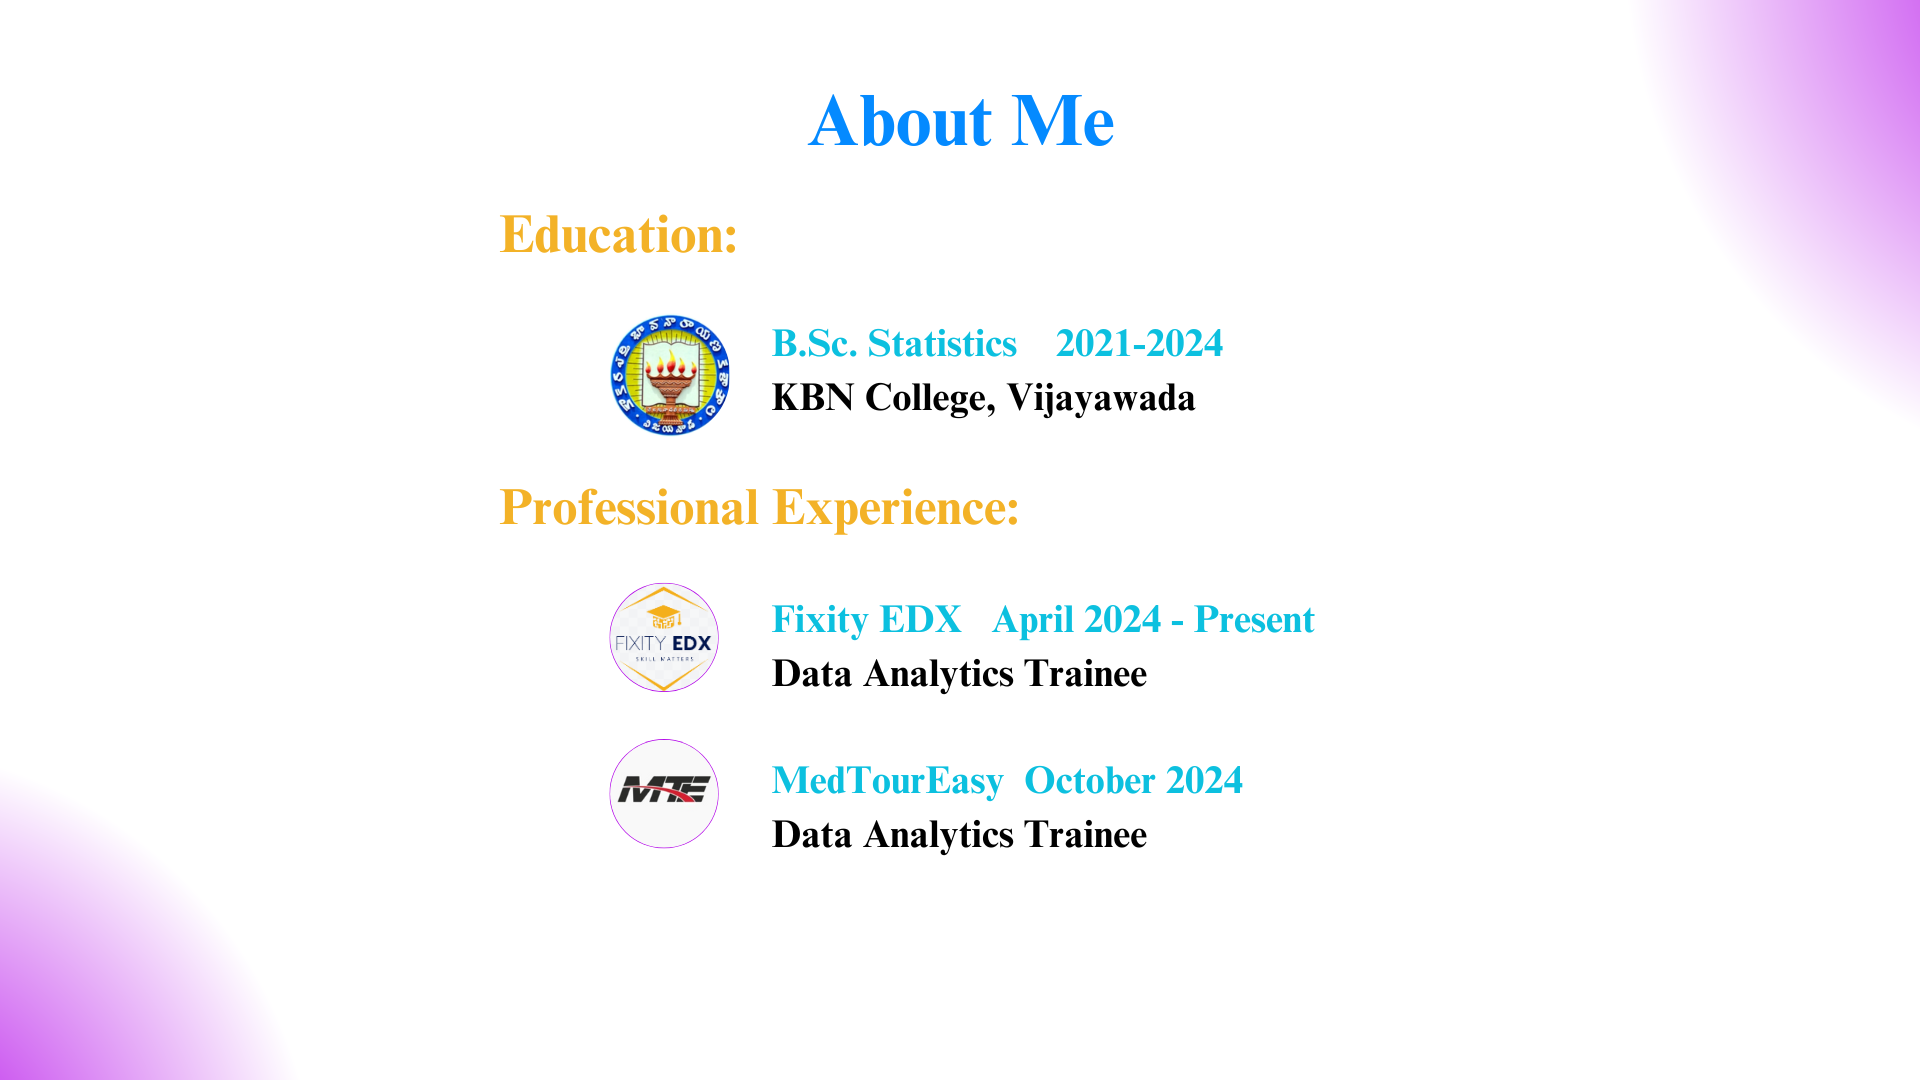 About Me
Education:
B.Sc. Statistics 2021-2024
KBN College, Vijayawada
Professional Experience:
FIXITY EDX
SKILL MATTERS
Fixity EDX April 2024 - Present
Data Analytics Trainee
MTE
MedTourEasy October 2024
Data Analytics Trainee